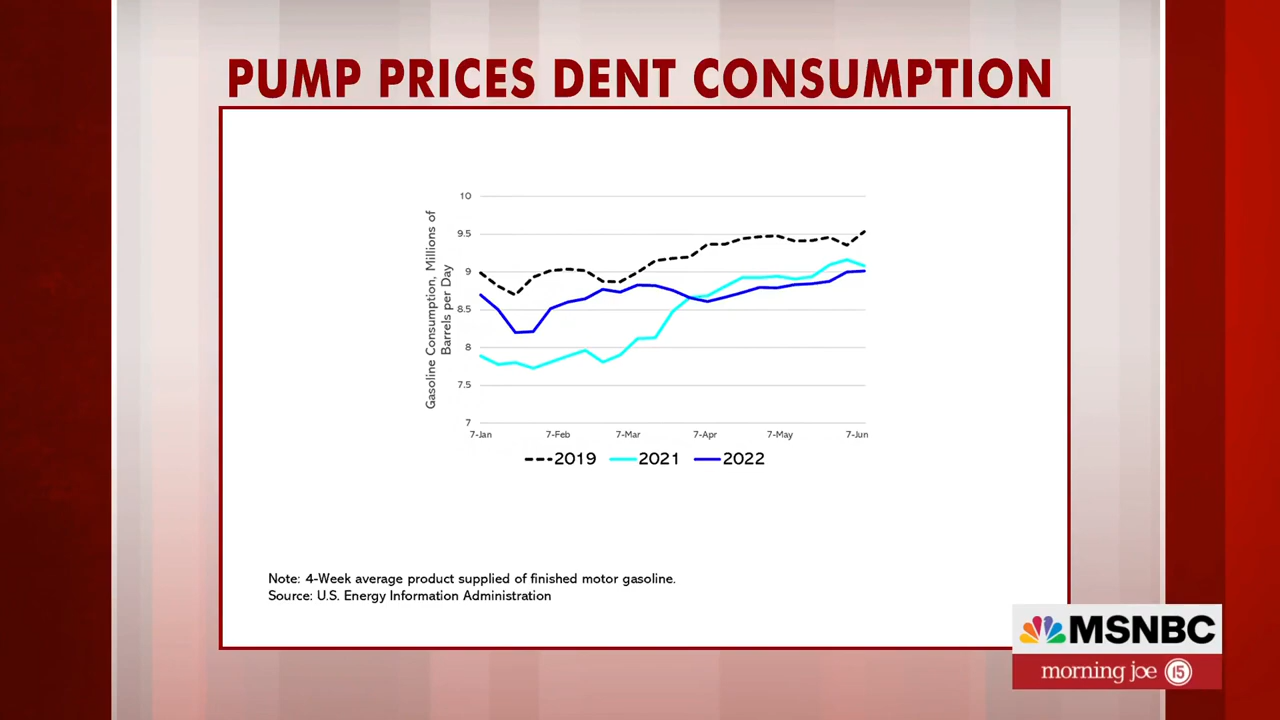 PUMP PRICES DENT CONSUMPTION
Gasoline Consumption, Millions of
Barrels per Day
10
9.5
9
8.5
8
7.5
7
7-Jan 7-Feb 7-Mar 7-Apr 7-May 7-Jun
2019 2021 2022
Note: 4-Week average product supplied of finished motor gasoline.
Source: U.S. Energy Information Administration
MSNBC
morning joe 15